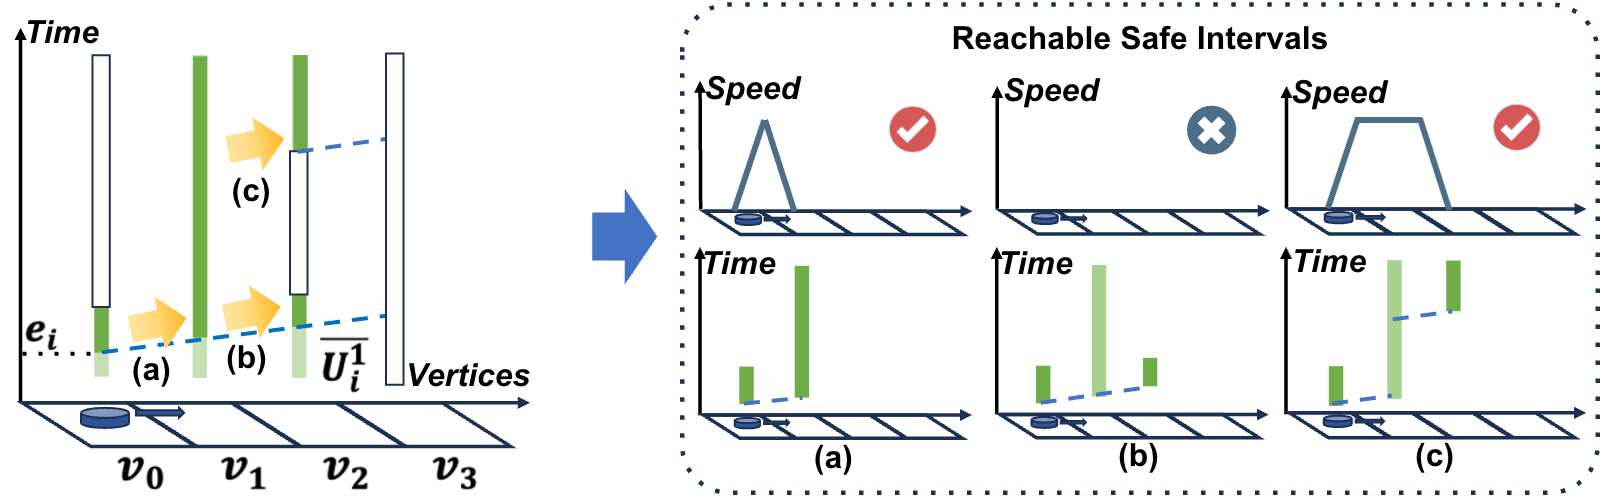 Time
e_i
(a)
(b)
(c)
\overline{U_i^1}
Vertices
v_0
v_1
v_2
v_3
Reachable Safe Intervals
Speed
Speed
Speed
Time
Time
Time
(a)
(b)
(c)